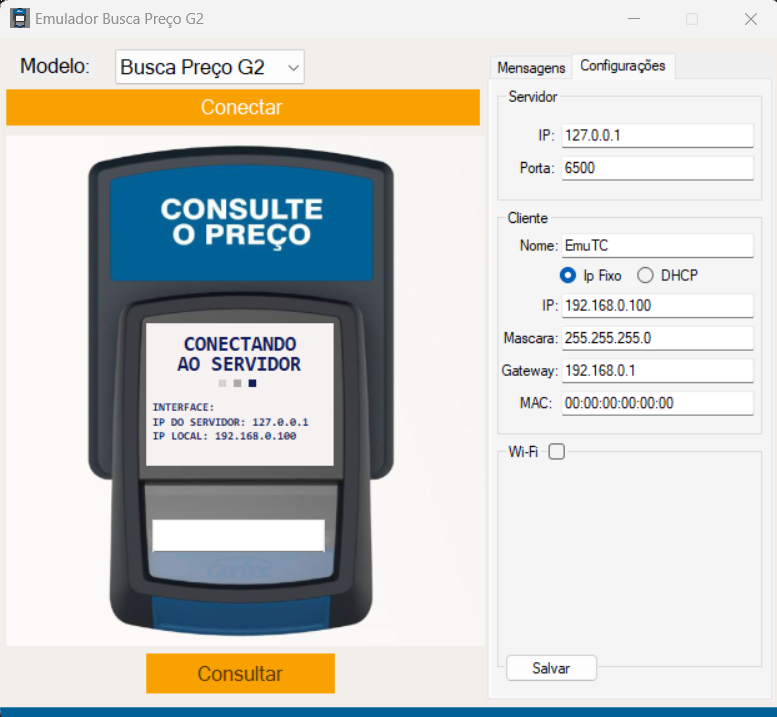 Emulador Busca Preço G2
Modelo: Busca Preço G2
Conectar
CONSULTE
O PREÇO
CONECTANDO
AO SERVIDOR
INTERFACE:
IP DO SERVIDOR: 127.0.0.1
IP LOCAL: 192.168.0.100
Gertec
Consultar
Mensagens Configurações
Servidor
IP: 127.0.0.1
Porta: 6500
Cliente
Nome: EmuTC
Ip Fixo DHCP
IP: 192.168.0.100
Mascara: 255.255.255.0
Gateway: 192.168.0.1
MAC: 00:00:00:00:00:00
Wi-Fi
Salvar